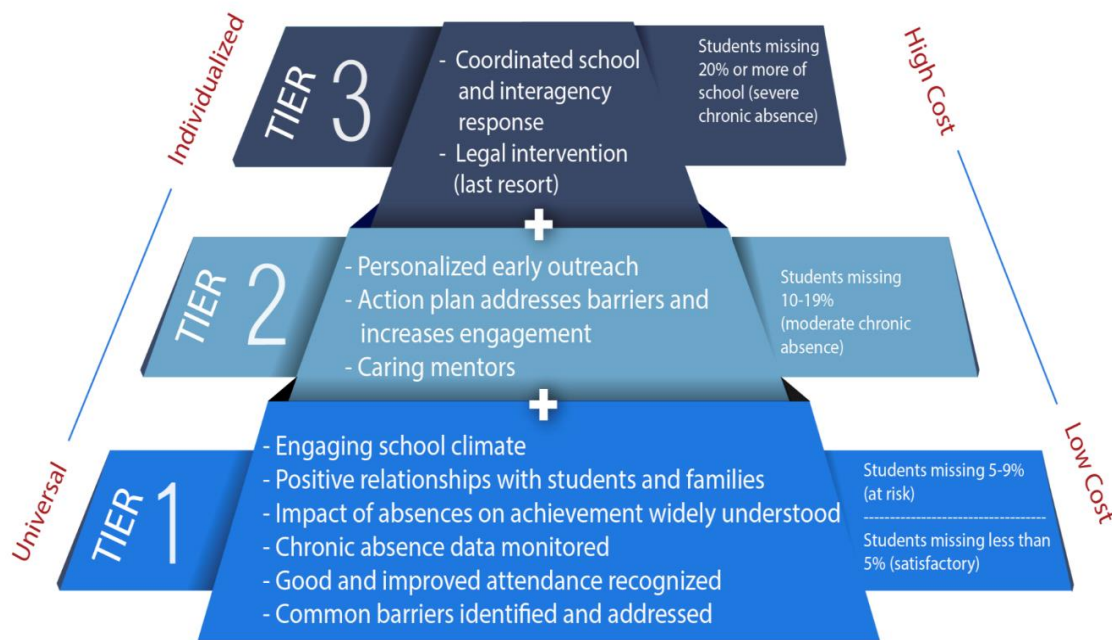 Individualized
High Cost
TIER 3
- Coordinated school
and interagency
response
- Legal intervention
(last resort)
Students missing
20% or more of
school (severe
chronic absence)
+
TIER 2
- Personalized early outreach
- Action plan addresses barriers and
increases engagement
- Caring mentors
Students missing
10-19%
(moderate chronic
absence)
+
Universal
Low Cost
TIER 1
- Engaging school climate
- Positive relationships with students and families
- Impact of absences on achievement widely understood
- Chronic absence data monitored
- Good and improved attendance recognized
- Common barriers identified and addressed
Students missing 5-9%
(at risk)
Students missing less than
5% (satisfactory)